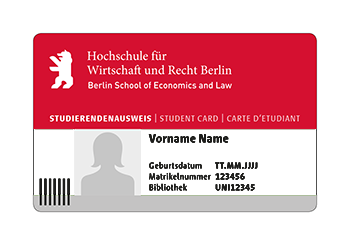 Hochschule für
Wirtschaft und Recht Berlin
Berlin School of Economics and Law
STUDIERENDENAUSWEIS | STUDENT CARD | CARTE D'ETUDIANT
Vorname Name
Geburtsdatum TT.MM.JJJJ
Matrikelnummer 123456
Bibliothek UNI12345